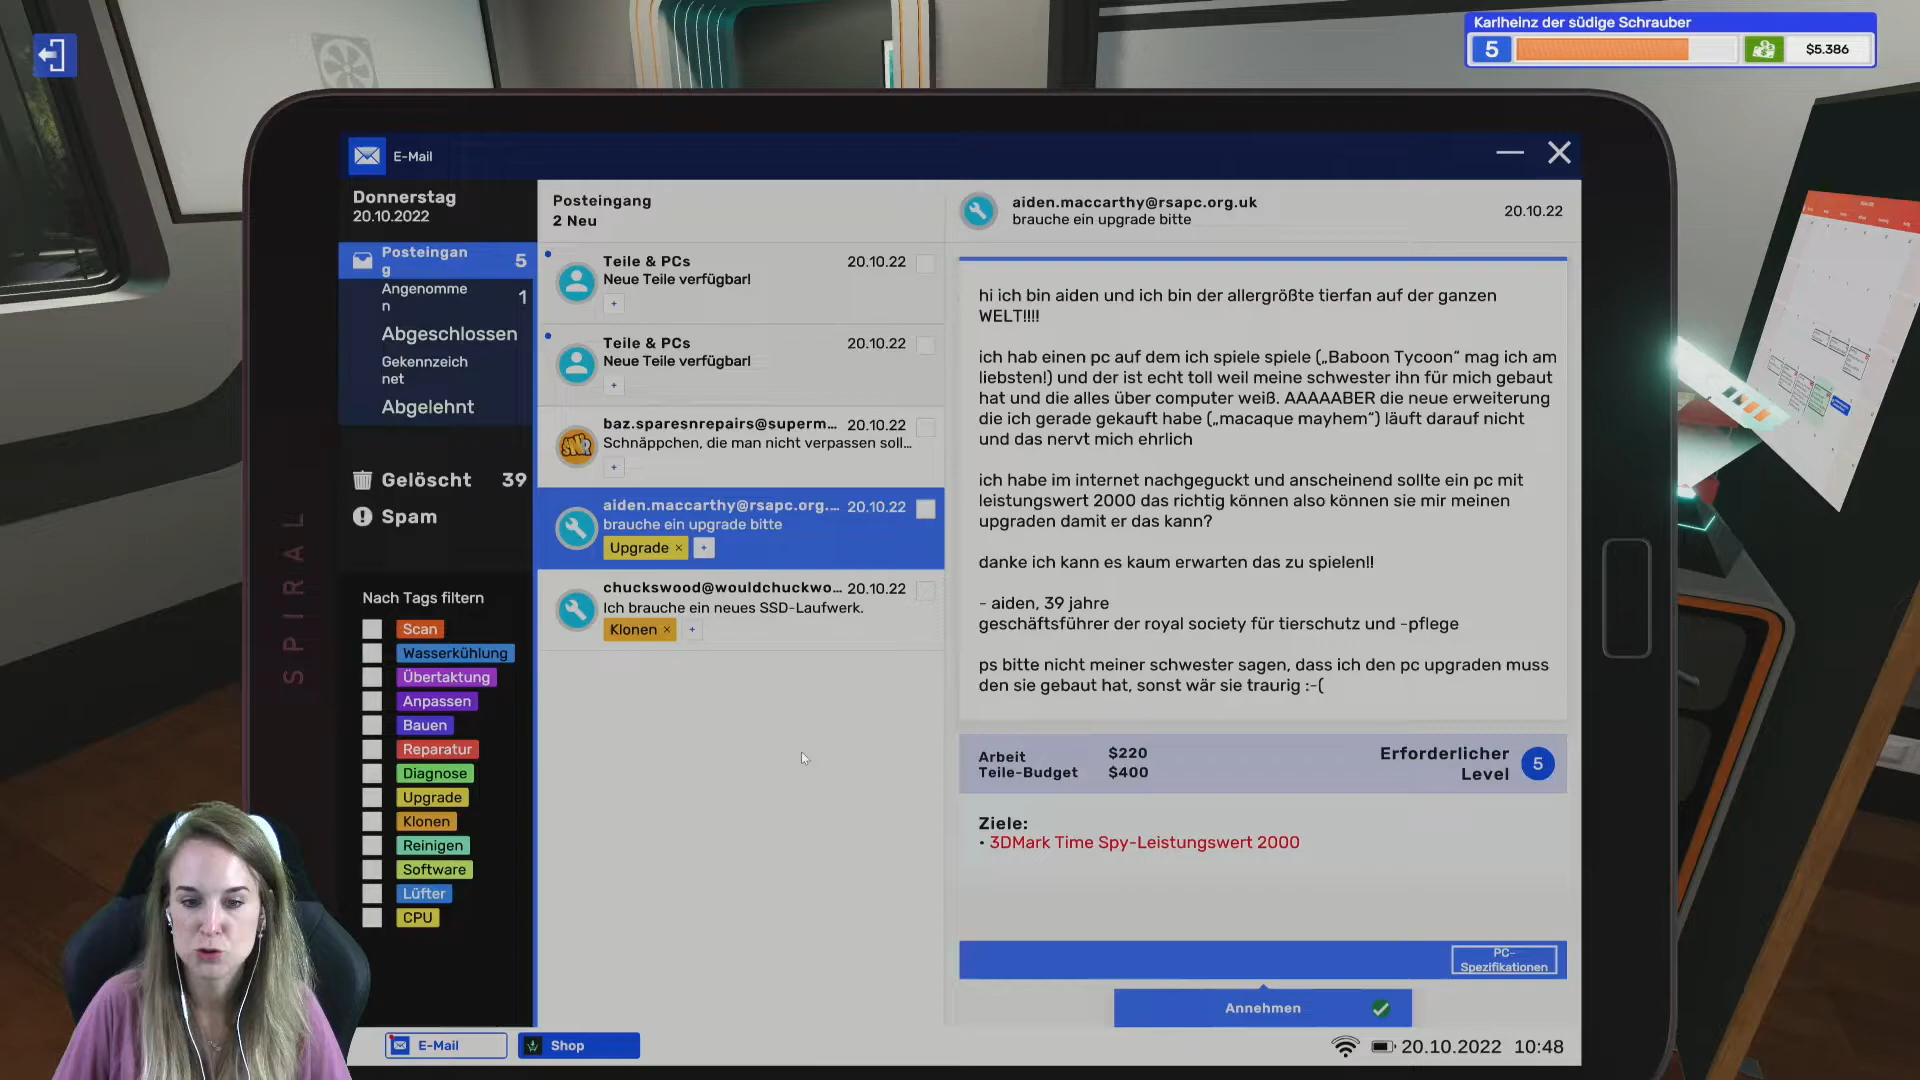 Karlheinz der südige Schrauber
5
$5.386
E-Mail
Donnerstag
20.10.2022
Posteingan
g
5
Angenomme
n
1
Abgeschlossen
Gekennzeich
net
Abgelehnt
Gelöscht 39
Spam
Nach Tags filtern
Scan
Wasserkühlung
Übertaktung
Anpassen
Bauen
Reparatur
Diagnose
Upgrade
Klonen
Reinigen
Software
Lüfter
CPU
Posteingang
2 Neu
Teile & PCs 20.10.22
Neue Teile verfügbar!
+
Teile & PCs 20.10.22
Neue Teile verfügbar!
+
baz.sparesnrepairs@superm... 20.10.22
Schnäppchen, die man nicht verpassen soll...
+
aiden.maccarthy@rsapc.org.... 20.10.22
brauche ein upgrade bitte
Upgrade × +
chuckswood@wouldchuckwo... 20.10.22
Ich brauche ein neues SSD-Laufwerk.
Klonen × +
aiden.maccarthy@rsapc.org.uk
brauche ein upgrade bitte
20.10.22
hi ich bin aiden und ich bin der allergrößte tierfan auf der ganzen
WELT!!!!
ich hab einen pc auf dem ich spiele spiele („Baboon Tycoon“ mag ich am
liebsten!) und der ist echt toll weil meine schwester ihn für mich gebaut
hat und die alles über computer weiß. AAAAABER die neue erweiterung
die ich gerade gekauft habe („macaque mayhem“) läuft darauf nicht
und das nervt mich ehrlich
ich habe im internet nachgeguckt und anscheinend sollte ein pc mit
leistungswert 2000 das richtig können also können sie mir meinen
upgraden damit er das kann?
danke ich kann es kaum erwarten das zu spielen!!
- aiden, 39 jahre
geschäftsführer der royal society für tierschutz und -pflege
ps bitte nicht meiner schwester sagen, dass ich den pc upgraden muss
den sie gebaut hat, sonst wär sie traurig :-(
Arbeit $220
Teile-Budget $400
Erforderlicher
Level
5
Ziele:
• 3DMark Time Spy-Leistungswert 2000
PC-
Spezifikationen
Annehmen
E-Mail
Shop
20.10.2022 10:48
SPIRAL